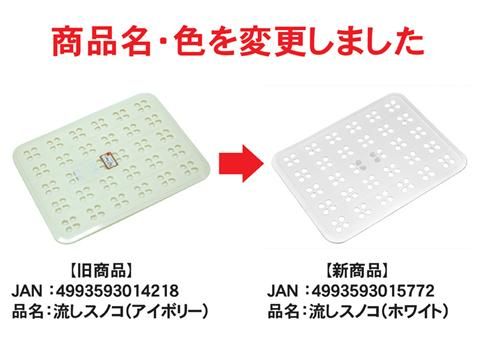 商品名・色を変更しました
【旧商品】
JAN ：4993593014218
品名：流しスノコ（アイボリー）
【新商品】
JAN ：4993593015772
品名：流しスノコ（ホワイト）